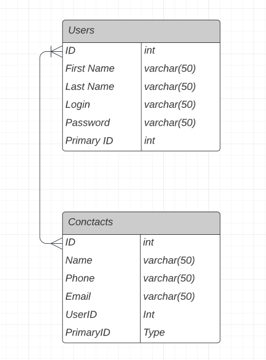 Users
ID int
First Name varchar(50)
Last Name varchar(50)
Login varchar(50)
Password varchar(50)
Primary ID int
Conctacts
ID int
Name varchar(50)
Phone varchar(50)
Email varchar(50)
UserID Int
PrimaryID Type